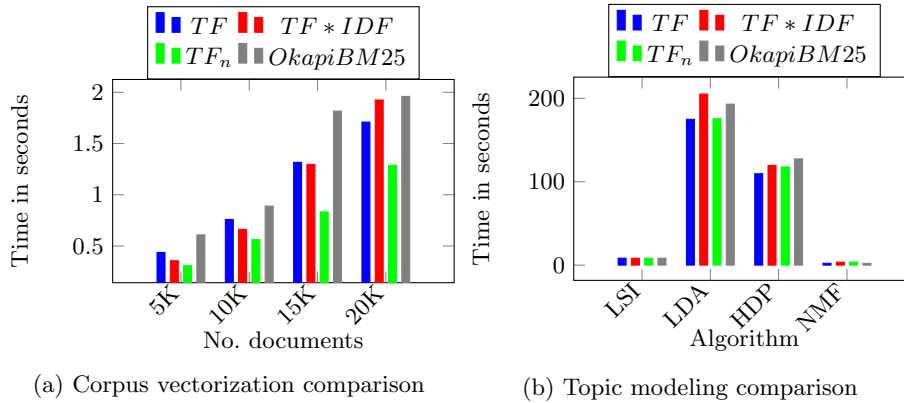 TF TF ∗ IDF
TFn OkapiBM25
2
1.5
1
0.5
Time in seconds
5K 10K 15K 20K
No. documents
(a) Corpus vectorization comparison
TF TF ∗ IDF
TFn OkapiBM25
200
100
0
Time in seconds
LSI LDA HDP NMF
Algorithm
(b) Topic modeling comparison